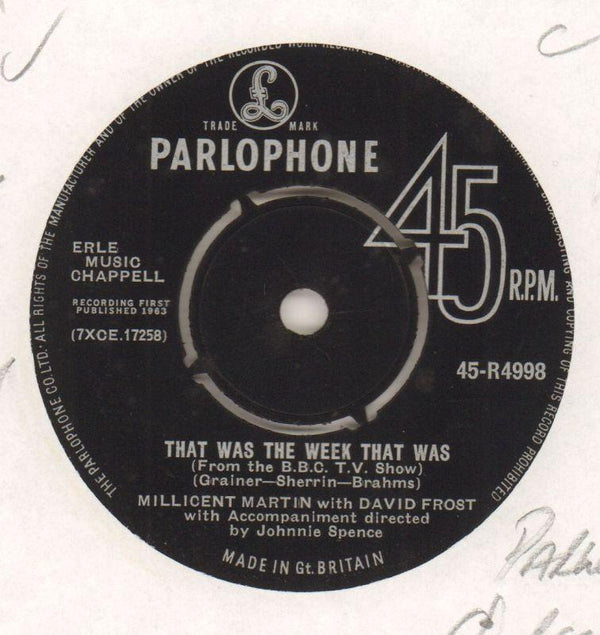 THE PARLOPHONE CO. LTD. ALL RIGHTS OF THE MANUFACTURER AND OF THE OWNER OF THE RECORDED WORK RESERVED
BROADCASTING AND COPYING OF THIS RECORD PROHIBITED
£
TRADE MARK
PARLOPHONE
45
R.P.M.
ERLE
MUSIC
CHAPPELL
RECORDING FIRST
PUBLISHED 1963
(7XCE.17258)
45-R4998
THAT WAS THE WEEK THAT WAS
(From the B.B.C. T.V. Show)
(Grainer—Sherrin—Brahms)
MILLICENT MARTIN with DAVID FROST
with Accompaniment directed
by Johnnie Spence
MADE IN Gt. BRITAIN